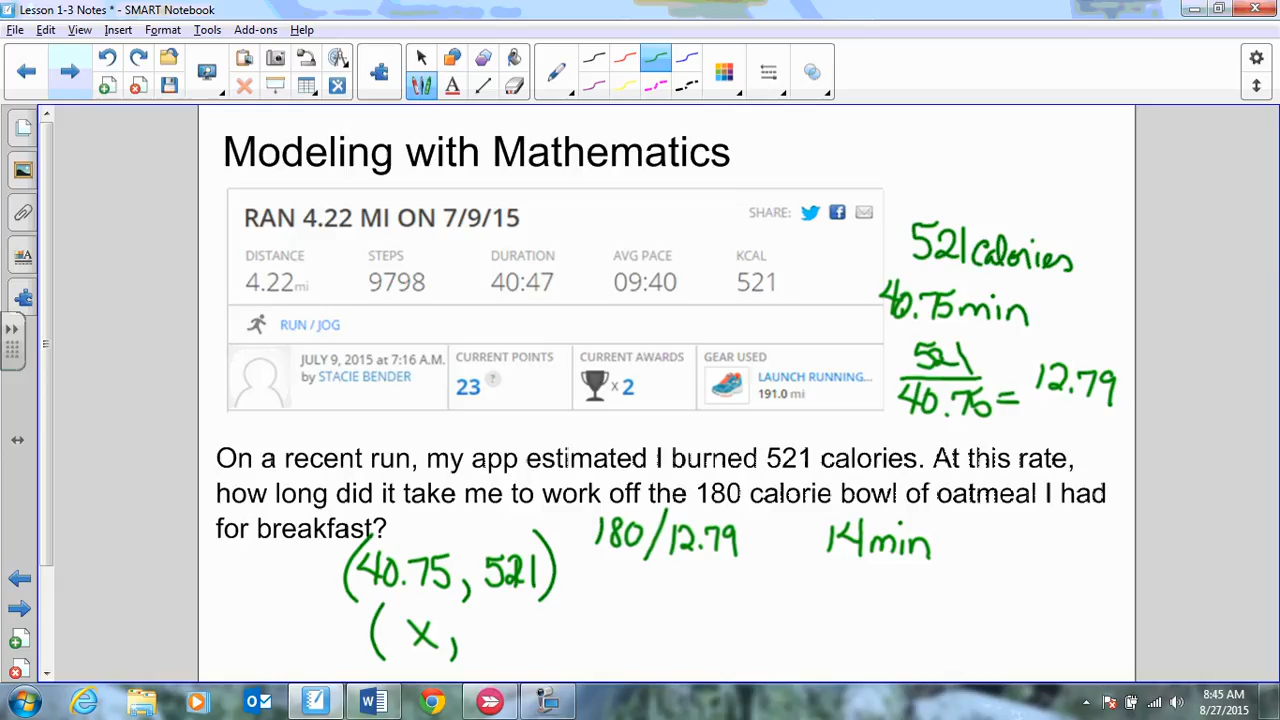 Lesson 1-3 Notes * - SMART Notebook
File Edit View Insert Format Tools Add-ons Help
Modeling with Mathematics
RAN 4.22 MI ON 7/9/15
SHARE:
DISTANCE STEPS DURATION AVG PACE KCAL
4.22mi 9798 40:47 09:40 521
RUN / JOG
JULY 9, 2015 at 7:16 A.M.
by STACIE BENDER
CURRENT POINTS
23 ?
CURRENT AWARDS
x 2
GEAR USED
LAUNCH RUNNING...
191.0 mi
521 calories
40.75 min
521
40.75 = 12.79
On a recent run, my app estimated I burned 521 calories. At this rate,
how long did it take me to work off the 180 calorie bowl of oatmeal I had
for breakfast?
180/12.79 14 min
(40.75, 521)
( x,
8:45 AM
8/27/2015